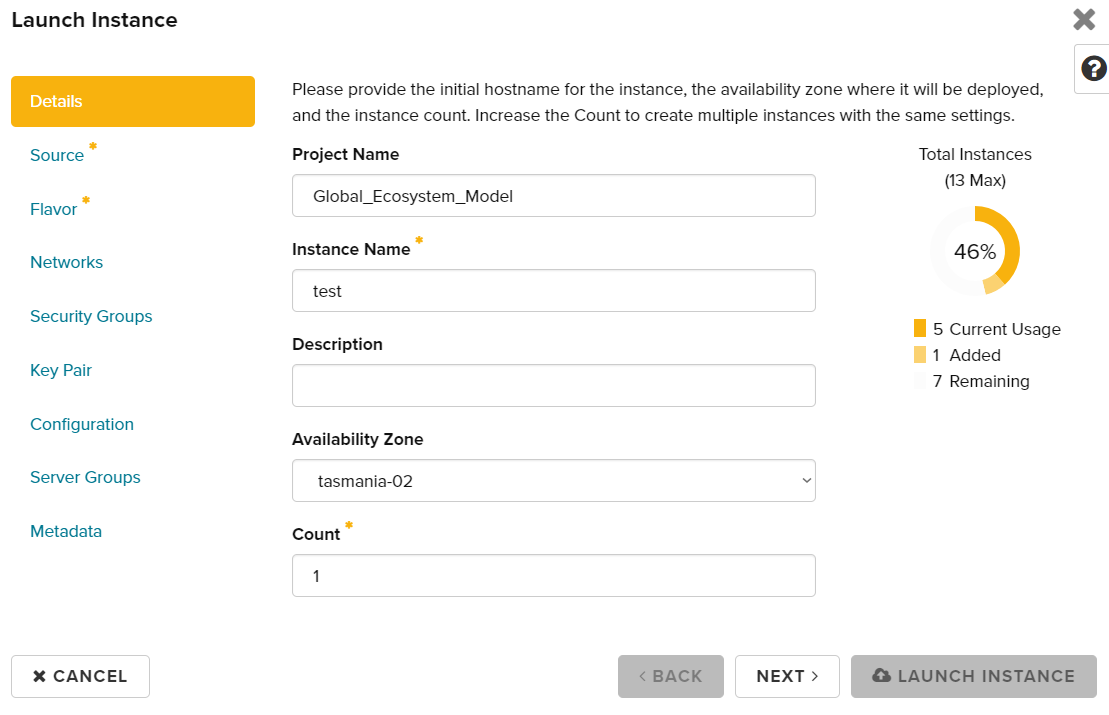 Launch Instance
Details
Source *
Flavor *
Networks
Security Groups
Key Pair
Configuration
Server Groups
Metadata
Please provide the initial hostname for the instance, the availability zone where it will be deployed,
and the instance count. Increase the Count to create multiple instances with the same settings.
Project Name
Global_Ecosystem_Model
Instance Name *
test
Description
Availability Zone
tasmania-02
Count *
1
Total Instances
(13 Max)
46%
5 Current Usage
1 Added
7 Remaining
CANCEL
BACK
NEXT
LAUNCH INSTANCE